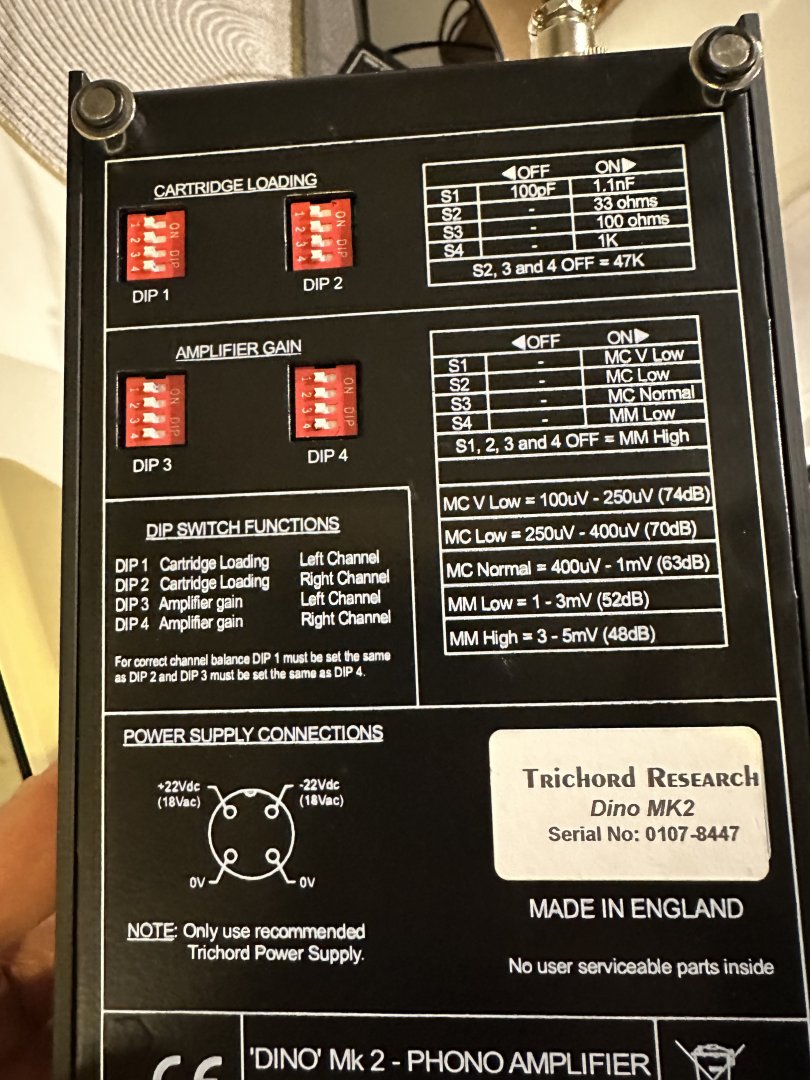 CARTRIDGE LOADING
1 2 3 4 ON DIP
DIP 1
1 2 3 4 ON DIP
DIP 2
◀OFF ON▶
S1 100pF 1.1nF
S2 - 33 ohms
S3 - 100 ohms
S4 - 1K
S2, 3 and 4 OFF = 47K
AMPLIFIER GAIN
1 2 3 4 ON DIP
DIP 3
1 2 3 4 ON DIP
DIP 4
◀OFF ON▶
S1 - MC V Low
S2 - MC Low
S3 - MC Normal
S4 - MM Low
S1, 2, 3 and 4 OFF = MM High
MC V Low = 100uV - 250uV (74dB)
MC Low = 250uV - 400uV (70dB)
MC Normal = 400uV - 1mV (63dB)
MM Low = 1 - 3mV (52dB)
MM High = 3 - 5mV (48dB)
DIP SWITCH FUNCTIONS
DIP 1 Cartridge Loading Left Channel
DIP 2 Cartridge Loading Right Channel
DIP 3 Amplifier gain Left Channel
DIP 4 Amplifier gain Right Channel
For correct channel balance DIP 1 must be set the same
as DIP 2 and DIP 3 must be set the same as DIP 4.
POWER SUPPLY CONNECTIONS
+22Vdc
(18Vac)
-22Vdc
(18Vac)
0V 0V
NOTE: Only use recommended
Trichord Power Supply.
Trichord Research
Dino MK2
Serial No: 0107-8447
MADE IN ENGLAND
No user serviceable parts inside
CE
'DINO' Mk 2 - PHONO AMPLIFIER